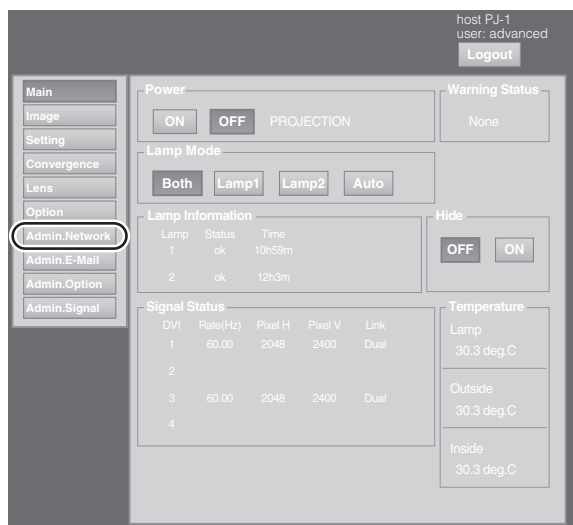 host PJ-1
user: advanced
Logout
Main
Image
Setting
Convergence
Lens
Option
Admin.Network
Admin.E-Mail
Admin.Option
Admin.Signal
Power
ON OFF PROJECTION
Warning Status
None
Lamp Mode
Both Lamp1 Lamp2 Auto
Lamp Information
Lamp Status Time
1 ok 10h59m
2 ok 12h3m
Hide
OFF ON
Signal Status
DVI Rate(Hz) Pixel H Pixel V Link
1 60.00 2048 2400 Dual
2
3 60.00 2048 2400 Dual
4
Temperature
Lamp
30.3 deg.C
Outside
30.3 deg.C
Inside
30.3 deg.C